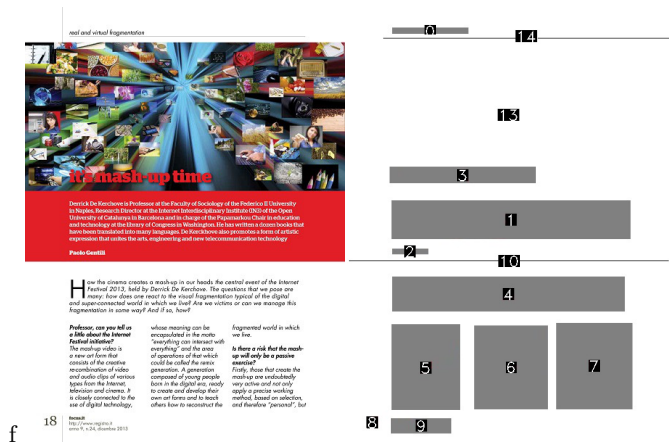 real and virtual fragmentation
it's mash-up time
Derrick De Kerchove is Professor at the Faculty of Sociology of the Federico II University
in Naples, Research Director at the Internet Interdisciplinary Institute (IN3) of the Open
University of Catalunya in Barcelona and in charge of the Papamarkou Chair in education
and technology at the library of Congress in Washington. He has written a dozen books that
have been translated into many languages. De Kerckhove also promotes a form of artistic
expression that unites the arts, engineering and new telecommunication technology
Paolo Gentili
How the cinema creates a mash-up in our heads the central event of the Internet
Festival 2013, held by Derrick De Kerchove. The questions that we pose are
many: how does one react to the visual fragmentation typical of the digital
and super-connected world in which we live? Are we victims or can we manage this
fragmentation in some way? And if so, how?
Professor, can you tell us
a little about the Internet
Festival initiative?
The mash-up video is
a new art form that
consists of the creative
re-combination of video
and audio clips of various
types from the Internet,
television and cinema. It
is closely connected to the
use of digital technology,
whose meaning can be
encapsulated in the motto
"everything can intersect with
everything" and the area
of operations of that which
could be called the remix
generation. A generation
composed of young people
born in the digital era, ready
to create and develop their
own art forms and to teach
others how to reconstruct the
fragmented world in which
we live.
Is there a risk that the mash-
up will only be a passive
exercise?
Firstly, those that create the
mash-up are undoubtedly
very active and not only
apply a precise working
method, based on selection,
and therefore "personal", but
18
focus.it
http://www.registro.it
anno 9, n.24, dicembre 2013
f
0
14
13
3
1
2
10
4
5
6
7
8
9